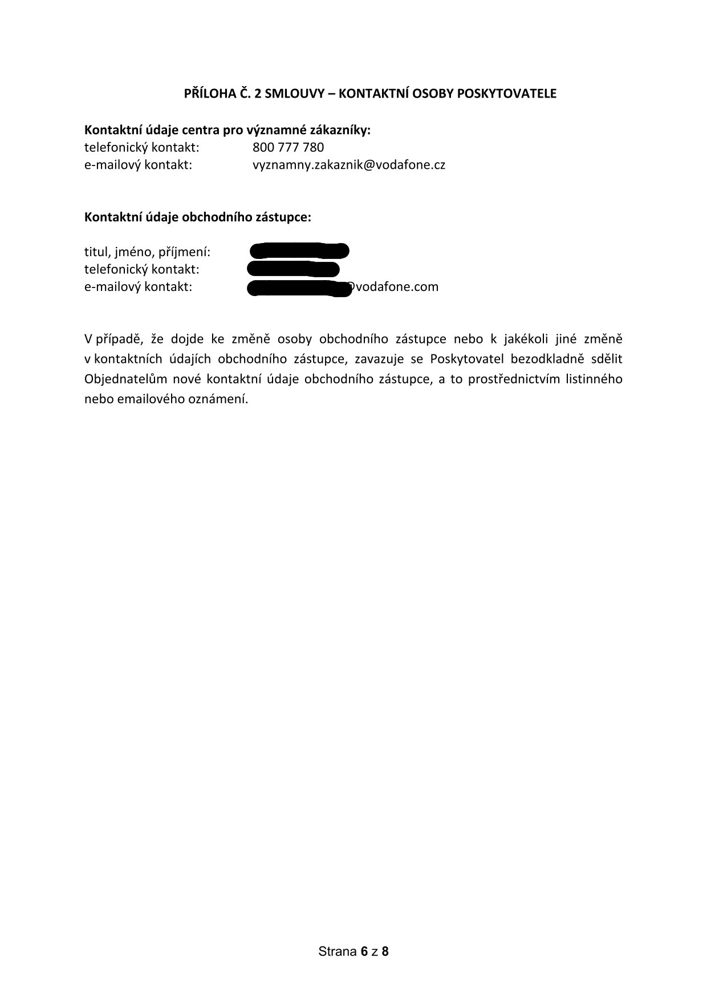 PŘÍLOHA Č. 2 SMLOUVY – KONTAKTNÍ OSOBY POSKYTOVATELE
Kontaktní údaje centra pro významné zákazníky:
telefonický kontakt: 800 777 780
e-mailový kontakt: vyznamny.zakaznik@vodafone.cz
Kontaktní údaje obchodního zástupce:
titul, jméno, příjmení:
telefonický kontakt:
e-mailový kontakt: @vodafone.com
V případě, že dojde ke změně osoby obchodního zástupce nebo k jakékoli jiné změně
v kontaktních údajích obchodního zástupce, zavazuje se Poskytovatel bezodkladně sdělit
Objednatelům nové kontaktní údaje obchodního zástupce, a to prostřednictvím listinného
nebo emailového oznámení.
Strana 6 z 8